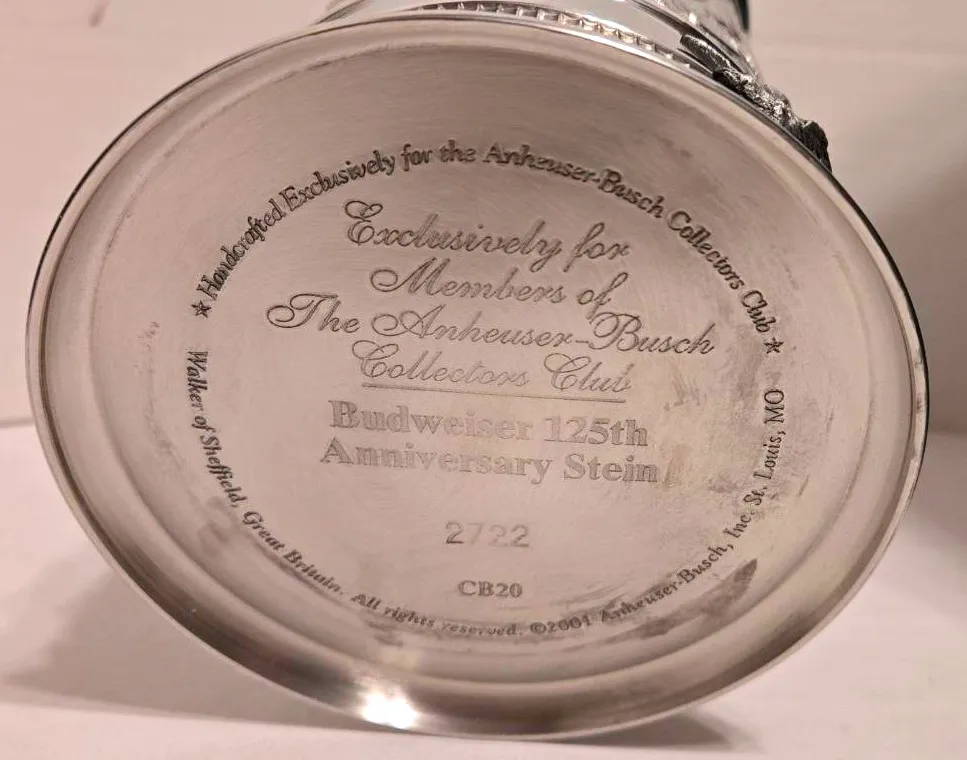 ★ Handcrafted Exclusively for the Anheuser-Busch Collectors Club ★
Exclusively for
Members of
The Anheuser-Busch
Collectors Club
Budweiser 125th
Anniversary Stein
2722
CB20
Walker of Sheffield, Great Britain. All rights reserved. ©2001 Anheuser-Busch, Inc. St. Louis, MO